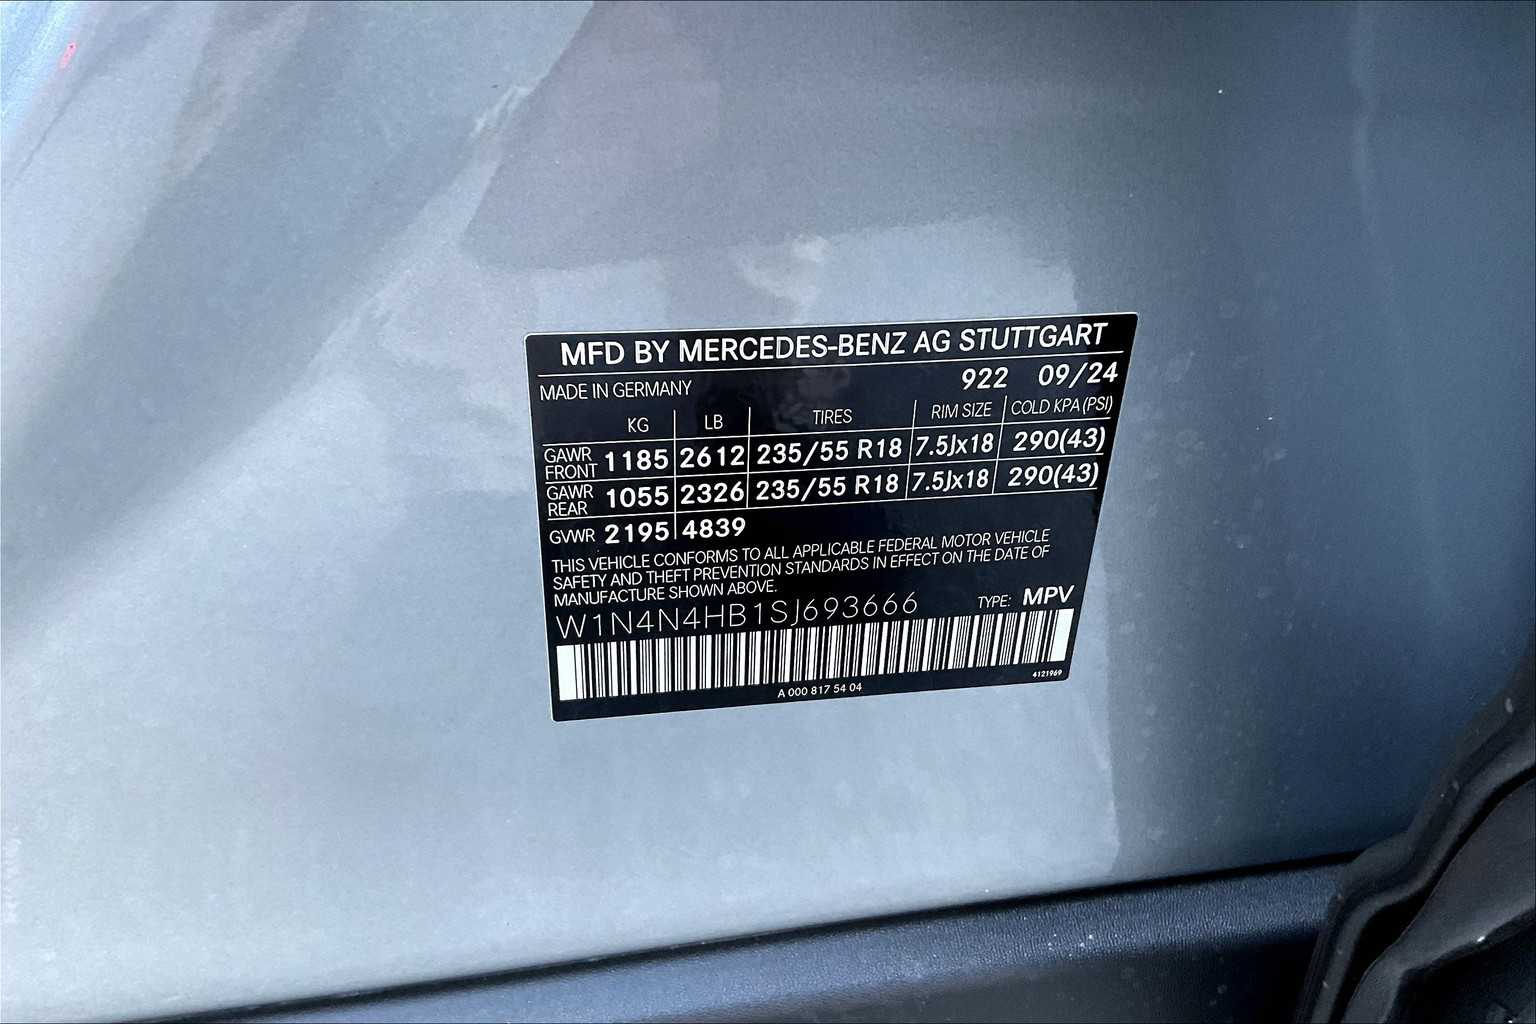 MFD BY MERCEDES-BENZ AG STUTTGART
MADE IN GERMANY 922 09/24
KG LB TIRES RIM SIZE COLD KPA (PSI)
GAWR FRONT 1185 2612 235/55 R18 7.5Jx18 290(43)
GAWR REAR 1055 2326 235/55 R18 7.5Jx18 290(43)
GVWR 2195 4839
THIS VEHICLE CONFORMS TO ALL APPLICABLE FEDERAL MOTOR VEHICLE
SAFETY AND THEFT PREVENTION STANDARDS IN EFFECT ON THE DATE OF
MANUFACTURE SHOWN ABOVE.
W1N4N4HB1SJ693666 TYPE: MPV
A 000 817 54 04 4121969